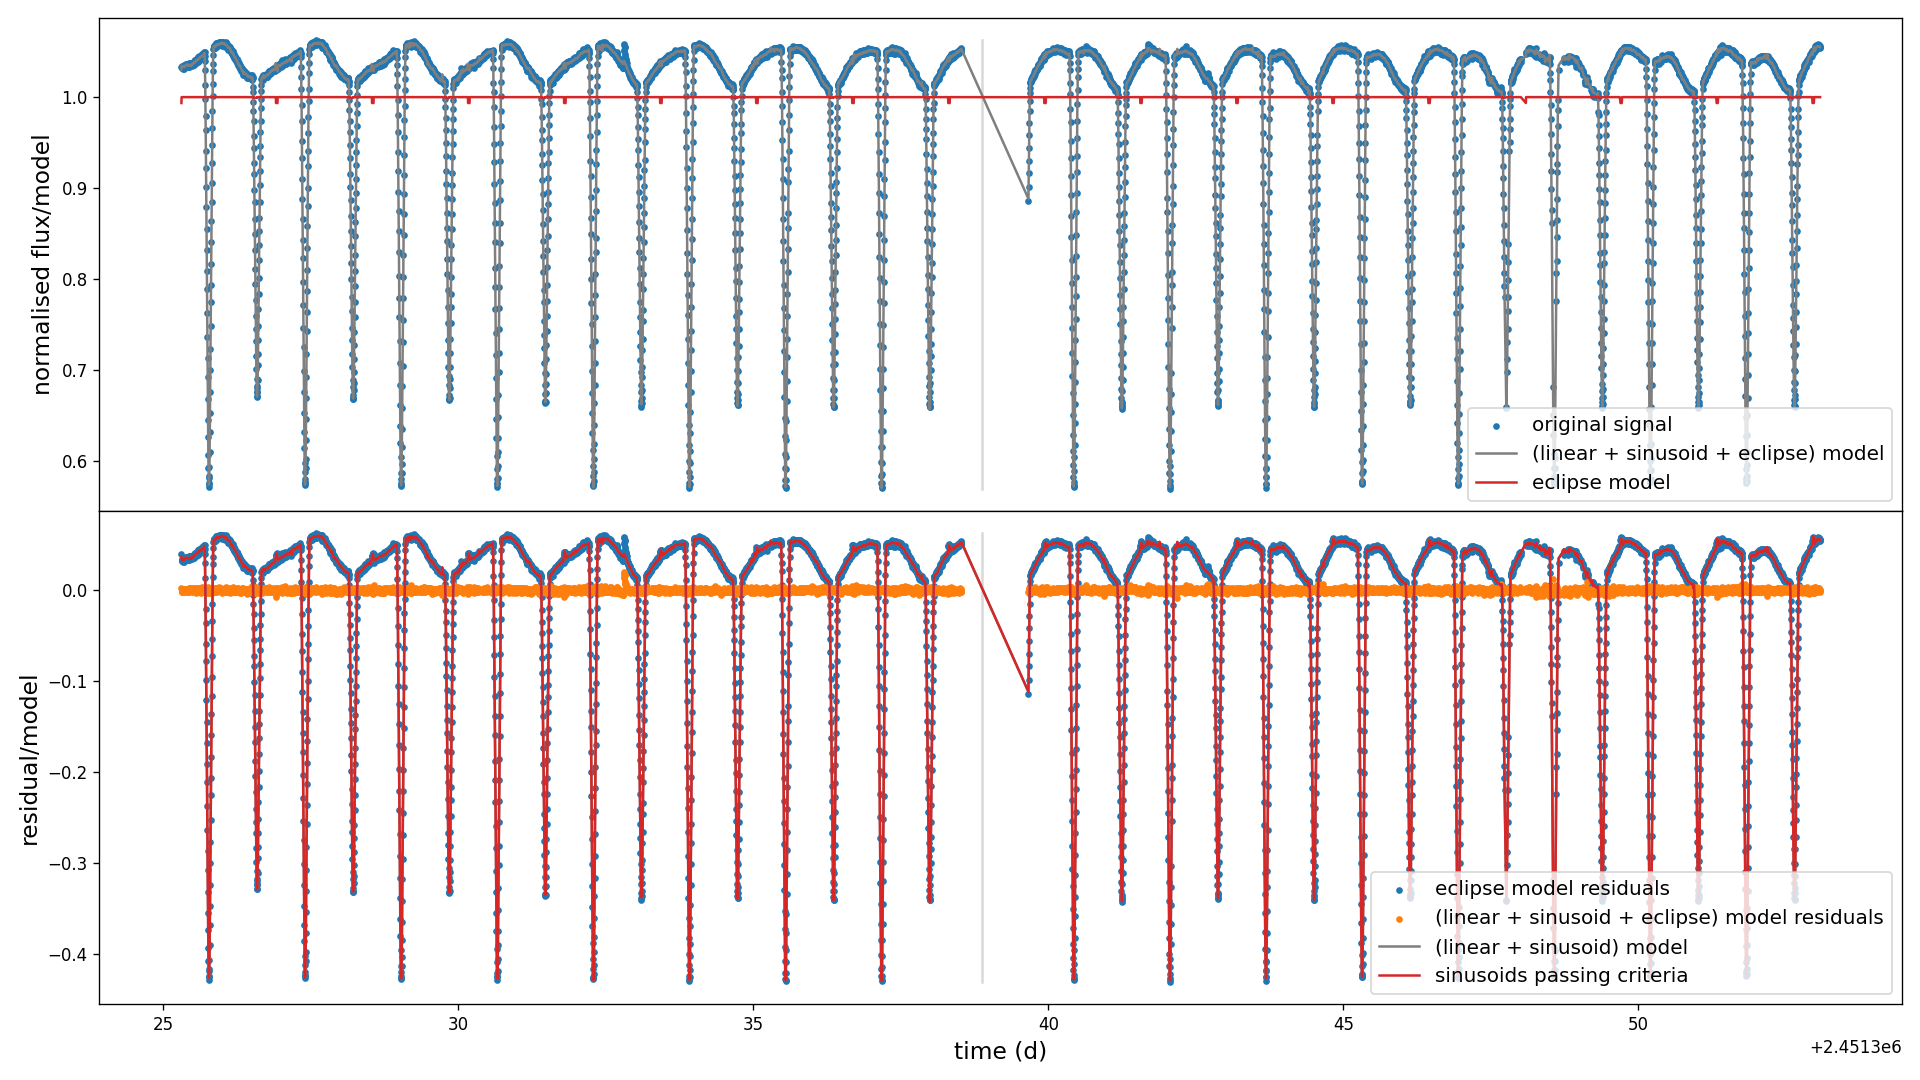 normalised flux/model
1.0
0.9
0.8
0.7
0.6
original signal
(linear + sinusoid + eclipse) model
eclipse model
residual/model
0.0
−0.1
−0.2
−0.3
−0.4
eclipse model residuals
(linear + sinusoid + eclipse) model residuals
(linear + sinusoid) model
sinusoids passing criteria
25 30 35 40 45 50
time (d)
+2.4513e6